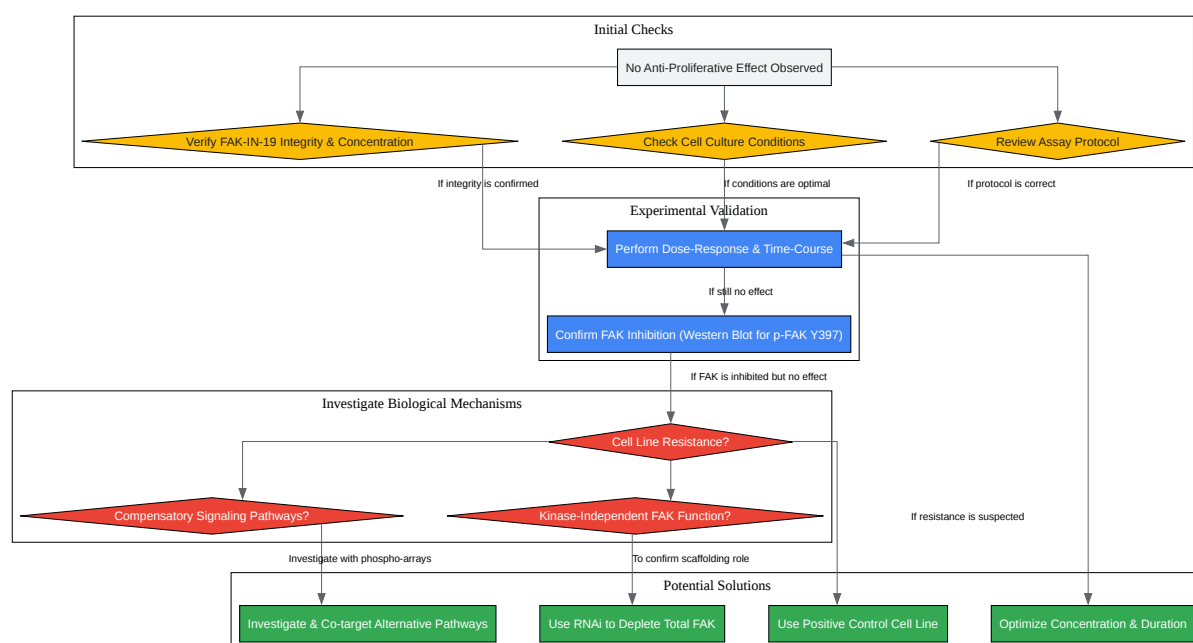 Initial Checks
No Anti-Proliferative Effect Observed
Verify FAK-IN-19 Integrity & Concentration
Check Cell Culture Conditions
Review Assay Protocol
If integrity is confirmed
If conditions are optimal
If protocol is correct
Experimental Validation
Perform Dose-Response & Time-Course
If still no effect
Confirm FAK Inhibition (Western Blot for p-FAK Y397)
If FAK is inhibited but no effect
Investigate Biological Mechanisms
Cell Line Resistance?
Compensatory Signaling Pathways?
Kinase-Independent FAK Function?
If resistance is suspected
Investigate with phospho-arrays
To confirm scaffolding role
Potential Solutions
Investigate & Co-target Alternative Pathways
Use RNAi to Deplete Total FAK
Use Positive Control Cell Line
Optimize Concentration & Duration